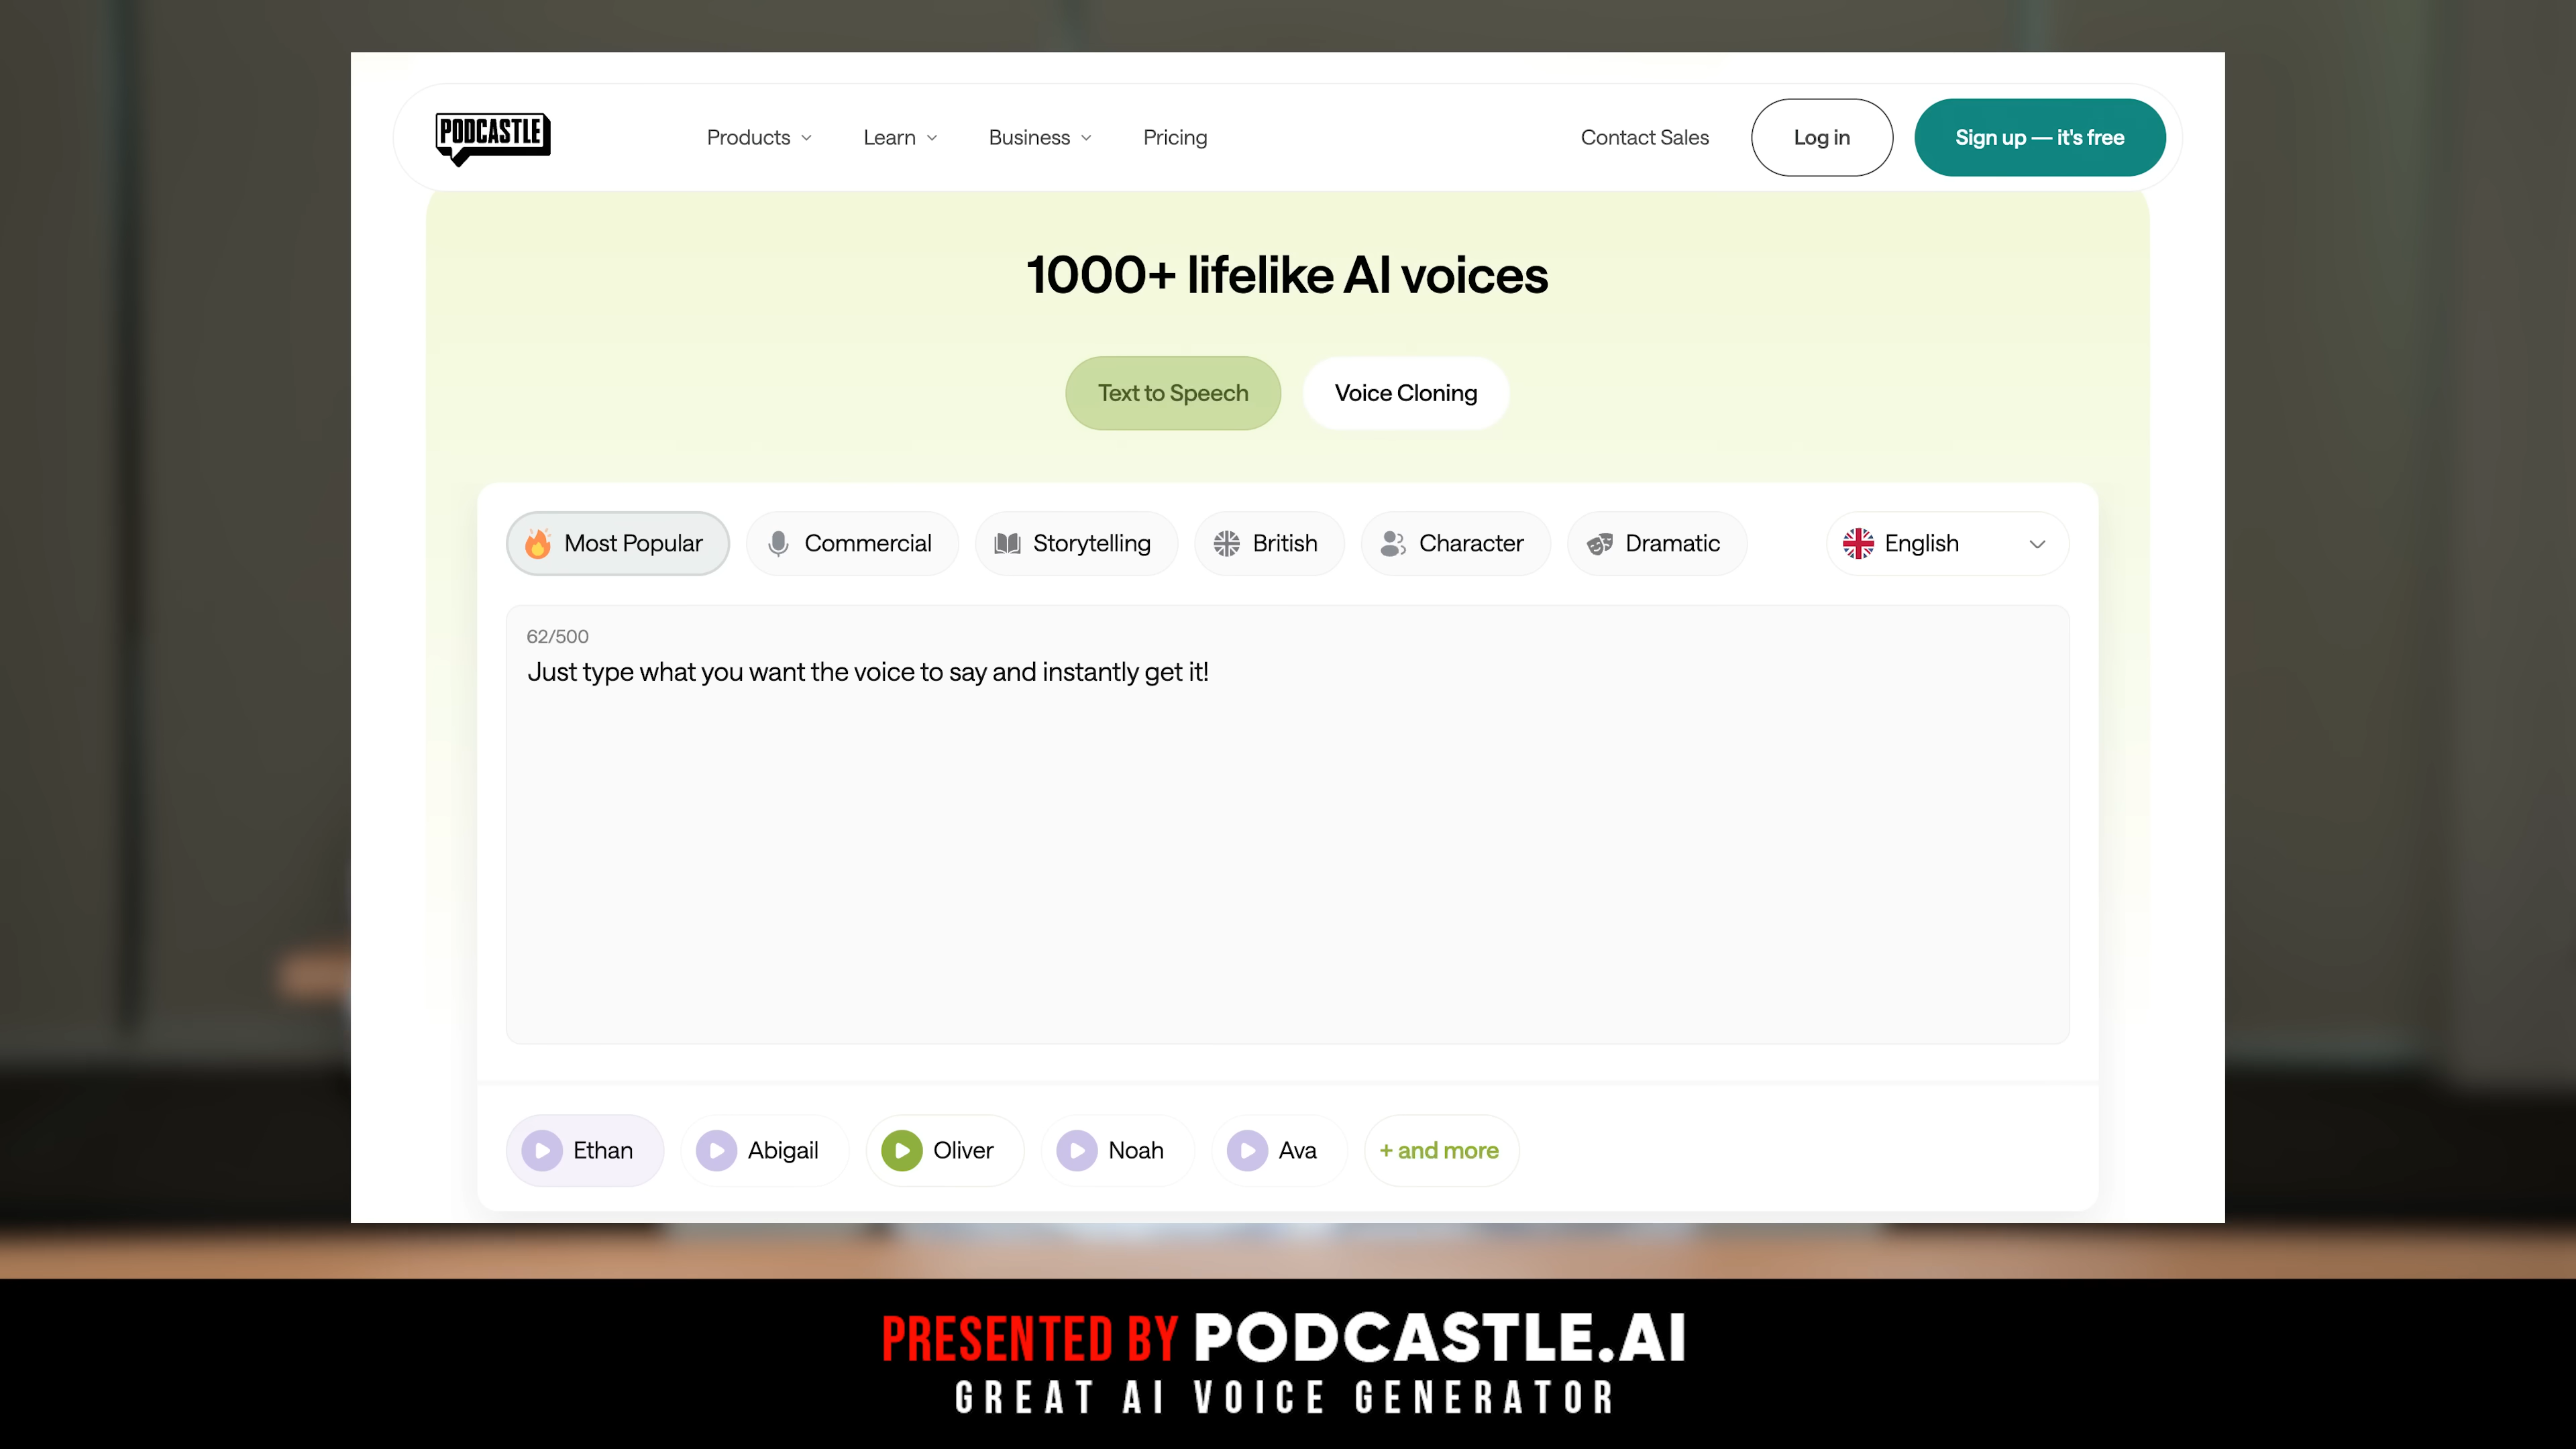 PODCASTLE
Products
Learn
Business
Pricing
Contact Sales
Log in
Sign up — it's free
1000+ lifelike AI voices
Text to Speech
Voice Cloning
Most Popular
Commercial
Storytelling
British
Character
Dramatic
English
62/500
Just type what you want the voice to say and instantly get it!
Ethan
Abigail
Oliver
Noah
Ava
+ and more
PRESENTED BY PODCASTLE.AI
GREAT AI VOICE GENERATOR